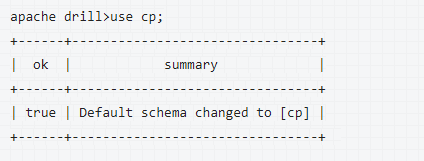 apache drill>use cp;
+------+---------------------------------+
|  ok  |             summary             |
+------+---------------------------------+
| true | Default schema changed to [cp] |
+------+---------------------------------+